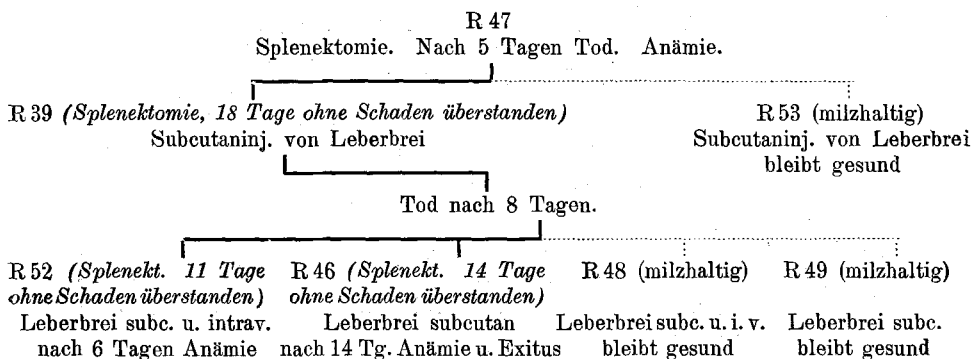 R 47
Splenektomie. Nach 5 Tagen Tod. Anämie.
R 39 (Splenektomie, 18 Tage ohne Schaden überstanden)
Subcutaninj. von Leberbrei
R 53 (milzhaltig)
Subcutaninj. von Leberbrei
bleibt gesund
Tod nach 8 Tagen.
R 52 (Splenekt. 11 Tage
ohne Schaden überstanden)
Leberbrei subc. u. intrav.
nach 6 Tagen Anämie
R 46 (Splenekt. 14 Tage
ohne Schaden überstanden)
Leberbrei subcutan
nach 14 Tg. Anämie u. Exitus
R 48 (milzhaltig)
Leberbrei subc. u. i. v.
bleibt gesund
R 49 (milzhaltig)
Leberbrei subc.
bleibt gesund